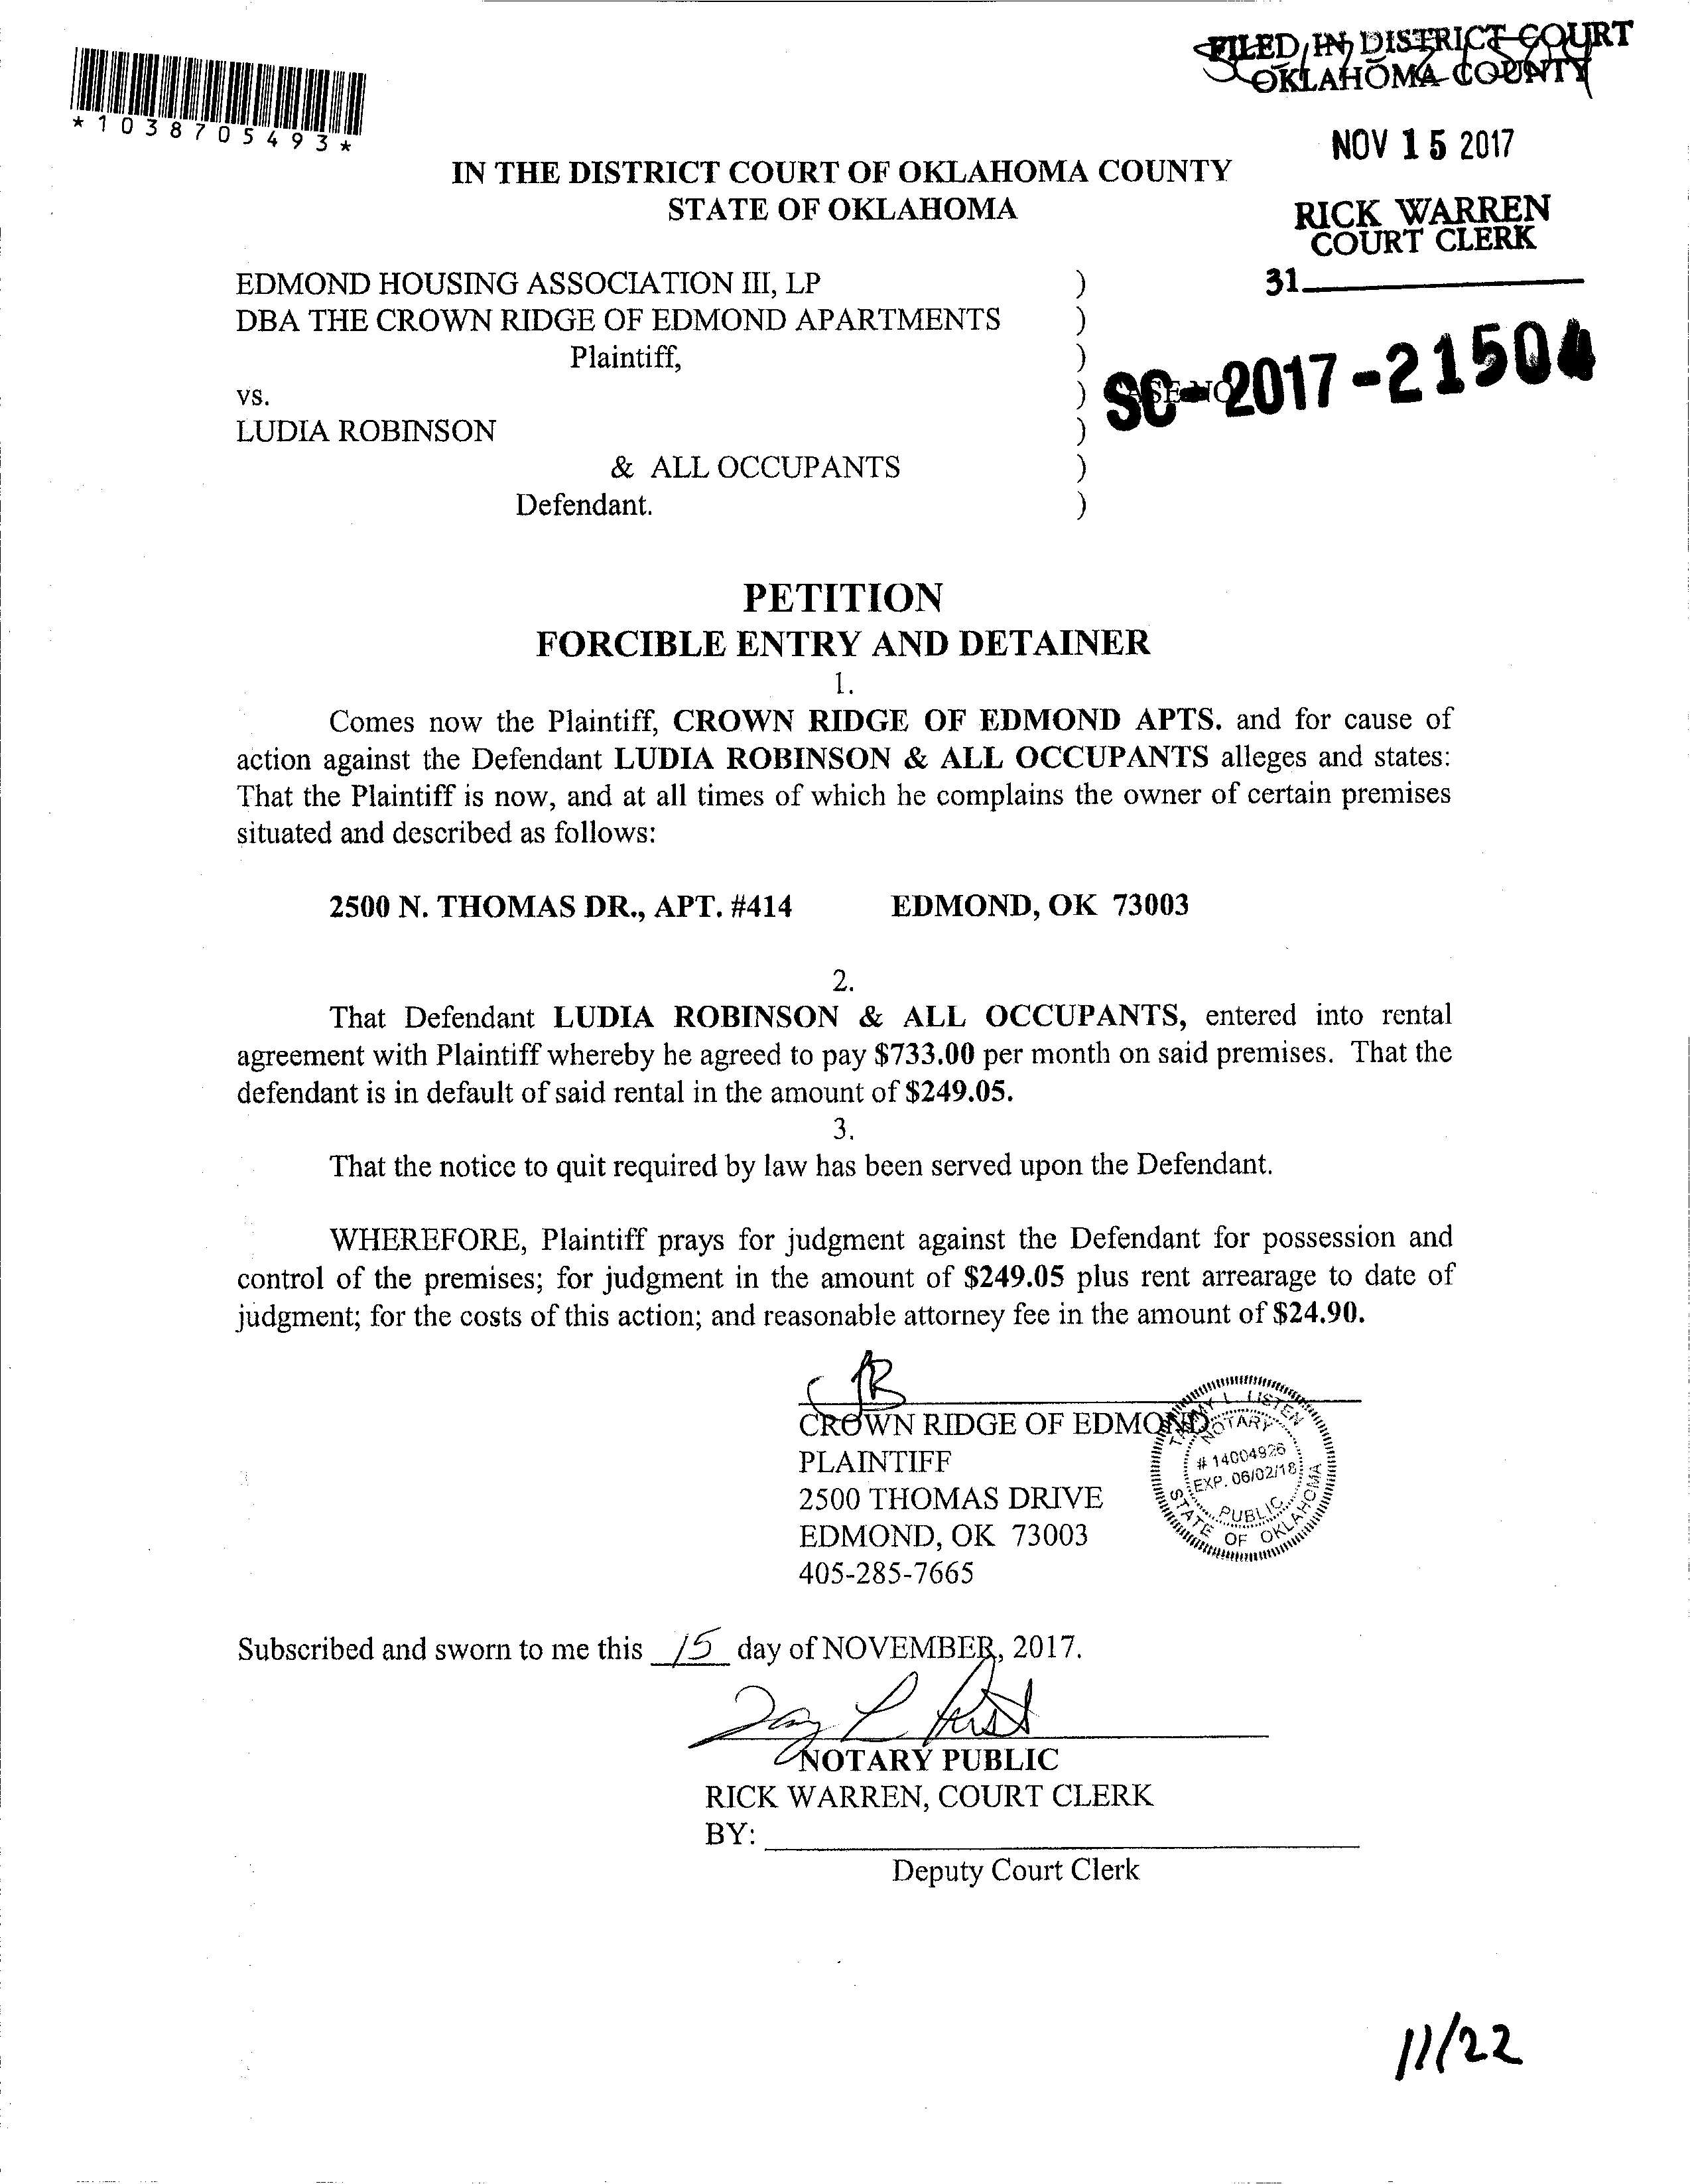 FILED IN DISTRICT COURT
OKLAHOMA COUNTY
*1038705493*
NOV 15 2017
IN THE DISTRICT COURT OF OKLAHOMA COUNTY
STATE OF OKLAHOMA
RICK WARREN
COURT CLERK
31
EDMOND HOUSING ASSOCIATION III, LP )
DBA THE CROWN RIDGE OF EDMOND APARTMENTS )
Plaintiff, )
vs. ) CASE NO
SC-2017-21504
LUDIA ROBINSON )
& ALL OCCUPANTS )
Defendant. )
PETITION
FORCIBLE ENTRY AND DETAINER
1.
Comes now the Plaintiff, CROWN RIDGE OF EDMOND APTS. and for cause of
action against the Defendant LUDIA ROBINSON & ALL OCCUPANTS alleges and states:
That the Plaintiff is now, and at all times of which he complains the owner of certain premises
situated and described as follows:
2500 N. THOMAS DR., APT. #414 EDMOND, OK 73003
2.
That Defendant LUDIA ROBINSON & ALL OCCUPANTS, entered into rental
agreement with Plaintiff whereby he agreed to pay $733.00 per month on said premises. That the
defendant is in default of said rental in the amount of $249.05.
3.
That the notice to quit required by law has been served upon the Defendant.
WHEREFORE, Plaintiff prays for judgment against the Defendant for possession and
control of the premises; for judgment in the amount of $249.05 plus rent arrearage to date of
judgment; for the costs of this action; and reasonable attorney fee in the amount of $24.90.
CROWN RIDGE OF EDMOND
PLAINTIFF
2500 THOMAS DRIVE
EDMOND, OK 73003
405-285-7665
TAMMY L. LISTEN
NOTARY
# 14004926
EXP. 06/02/18
PUBLIC
STATE OF OKLAHOMA
Subscribed and sworn to me this 15 day of NOVEMBER, 2017.
NOTARY PUBLIC
RICK WARREN, COURT CLERK
BY:
Deputy Court Clerk
11/22